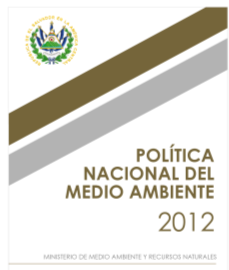 POLÍTICA
NACIONAL DEL
MEDIO AMBIENTE
2012
MINISTERIO DE MEDIO AMBIENTE Y RECURSOS NATURALES